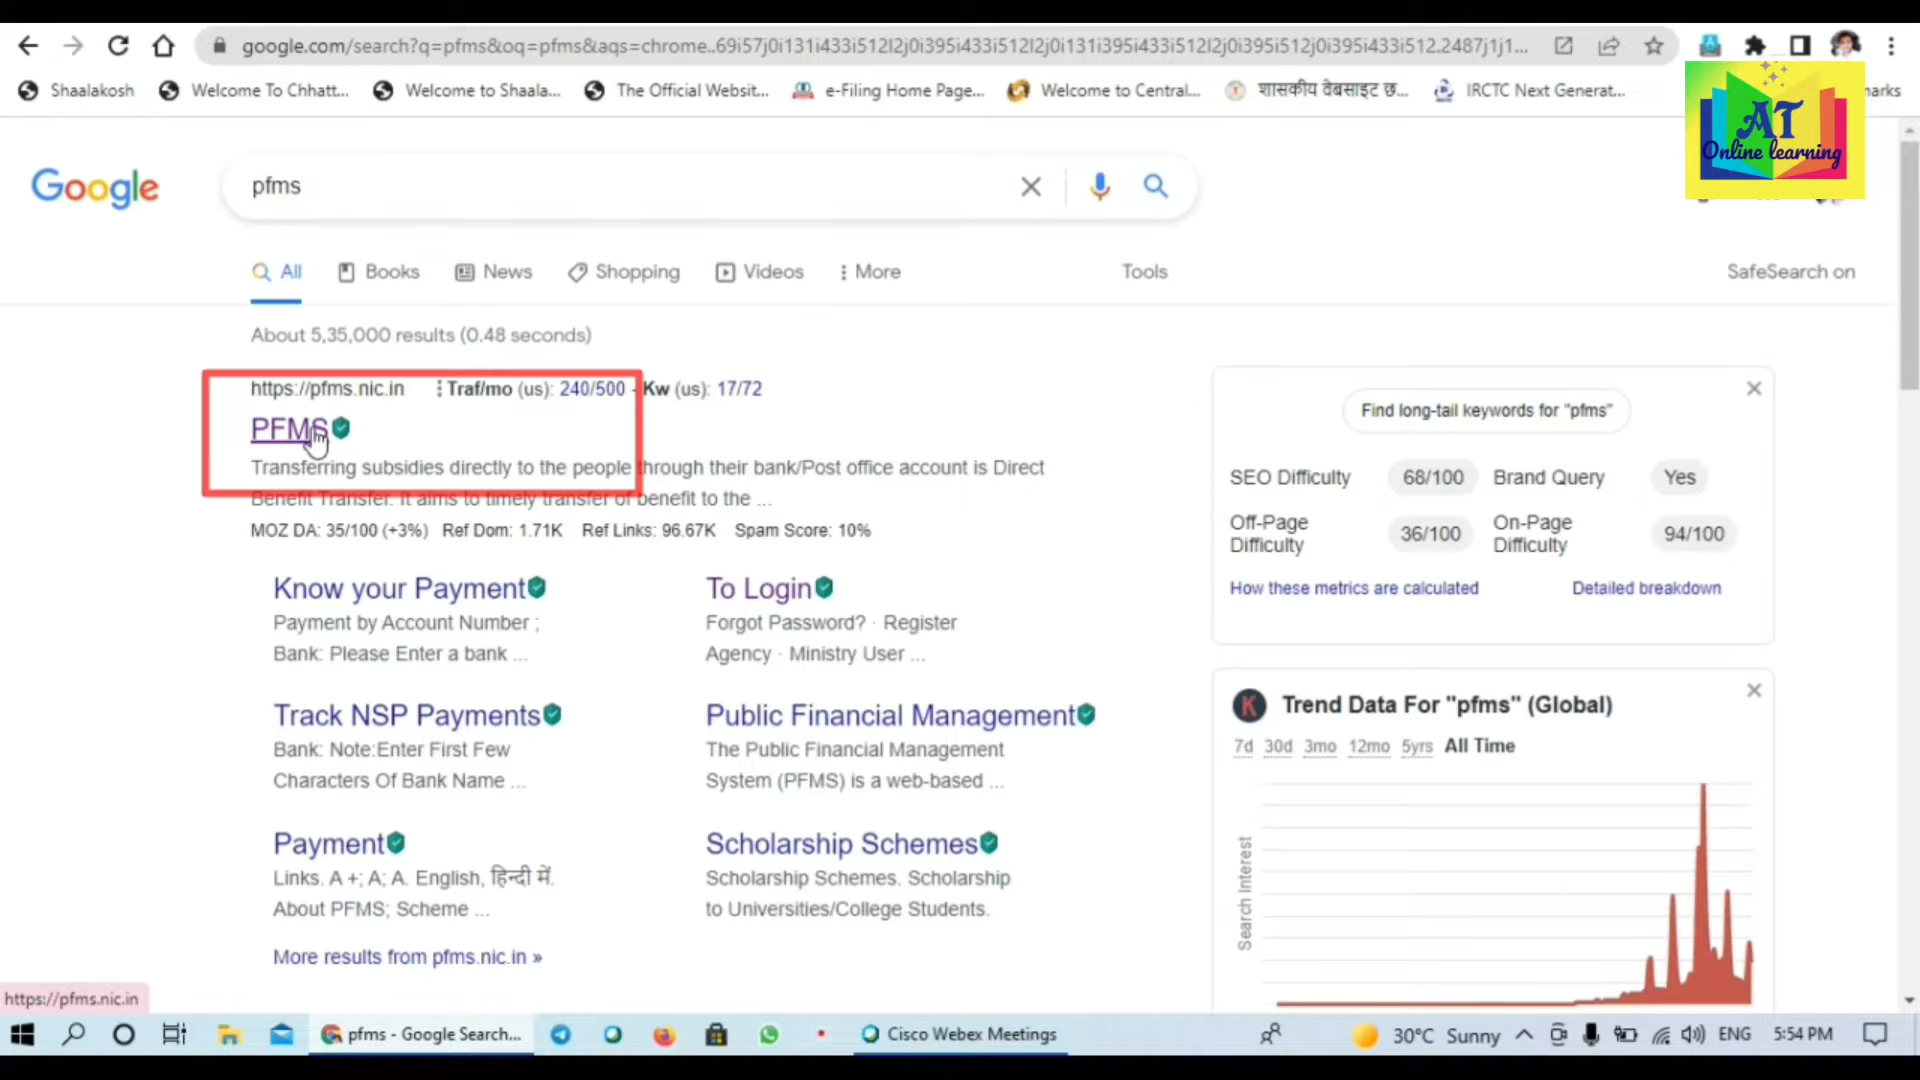 google.com/search?q=pfms&oq=pfms&aqs=chrome..69i57j0i131i433i512l2j0i395i433i512l2j0i131i395i433i512j0i395i512j0i395i433i512.2487j1j1...
Shaalakosh Welcome To Chhatt... Welcome to Shaala... The Official Websit... e-Filing Home Page... Welcome to Central... शासकीय वेबसाइट छ... IRCTC Next Generat...
AT
Online learning
Google
pfms
All Books News Shopping Videos More Tools SafeSearch on
About 5,35,000 results (0.48 seconds)
https://pfms.nic.in Traf/mo (us): 240/500 - Kw (us): 17/72
PFMS
Transferring subsidies directly to the people through their bank/Post office account is Direct
Benefit Transfer. It aims to timely transfer of benefit to the ...
MOZ DA: 35/100 (+3%) Ref Dom: 1.71K Ref Links: 96.67K Spam Score: 10%
Know your Payment
Payment by Account Number ;
Bank: Please Enter a bank ...
To Login
Forgot Password? · Register
Agency · Ministry User ...
Track NSP Payments
Bank: Note:Enter First Few
Characters Of Bank Name ...
Public Financial Management
The Public Financial Management
System (PFMS) is a web-based ...
Payment
Links. A +; A; A. English, हिन्दी में.
About PFMS; Scheme ...
Scholarship Schemes
Scholarship Schemes. Scholarship
to Universities/College Students.
More results from pfms.nic.in »
Find long-tail keywords for "pfms"
SEO Difficulty 68/100 Brand Query Yes
Off-Page Difficulty 36/100 On-Page Difficulty 94/100
How these metrics are calculated Detailed breakdown
K Trend Data For "pfms" (Global)
7d 30d 3mo 12mo 5yrs All Time
Search Interest
https://pfms.nic.in
pfms - Google Search... Cisco Webex Meetings 30°C Sunny ENG 5:54 PM